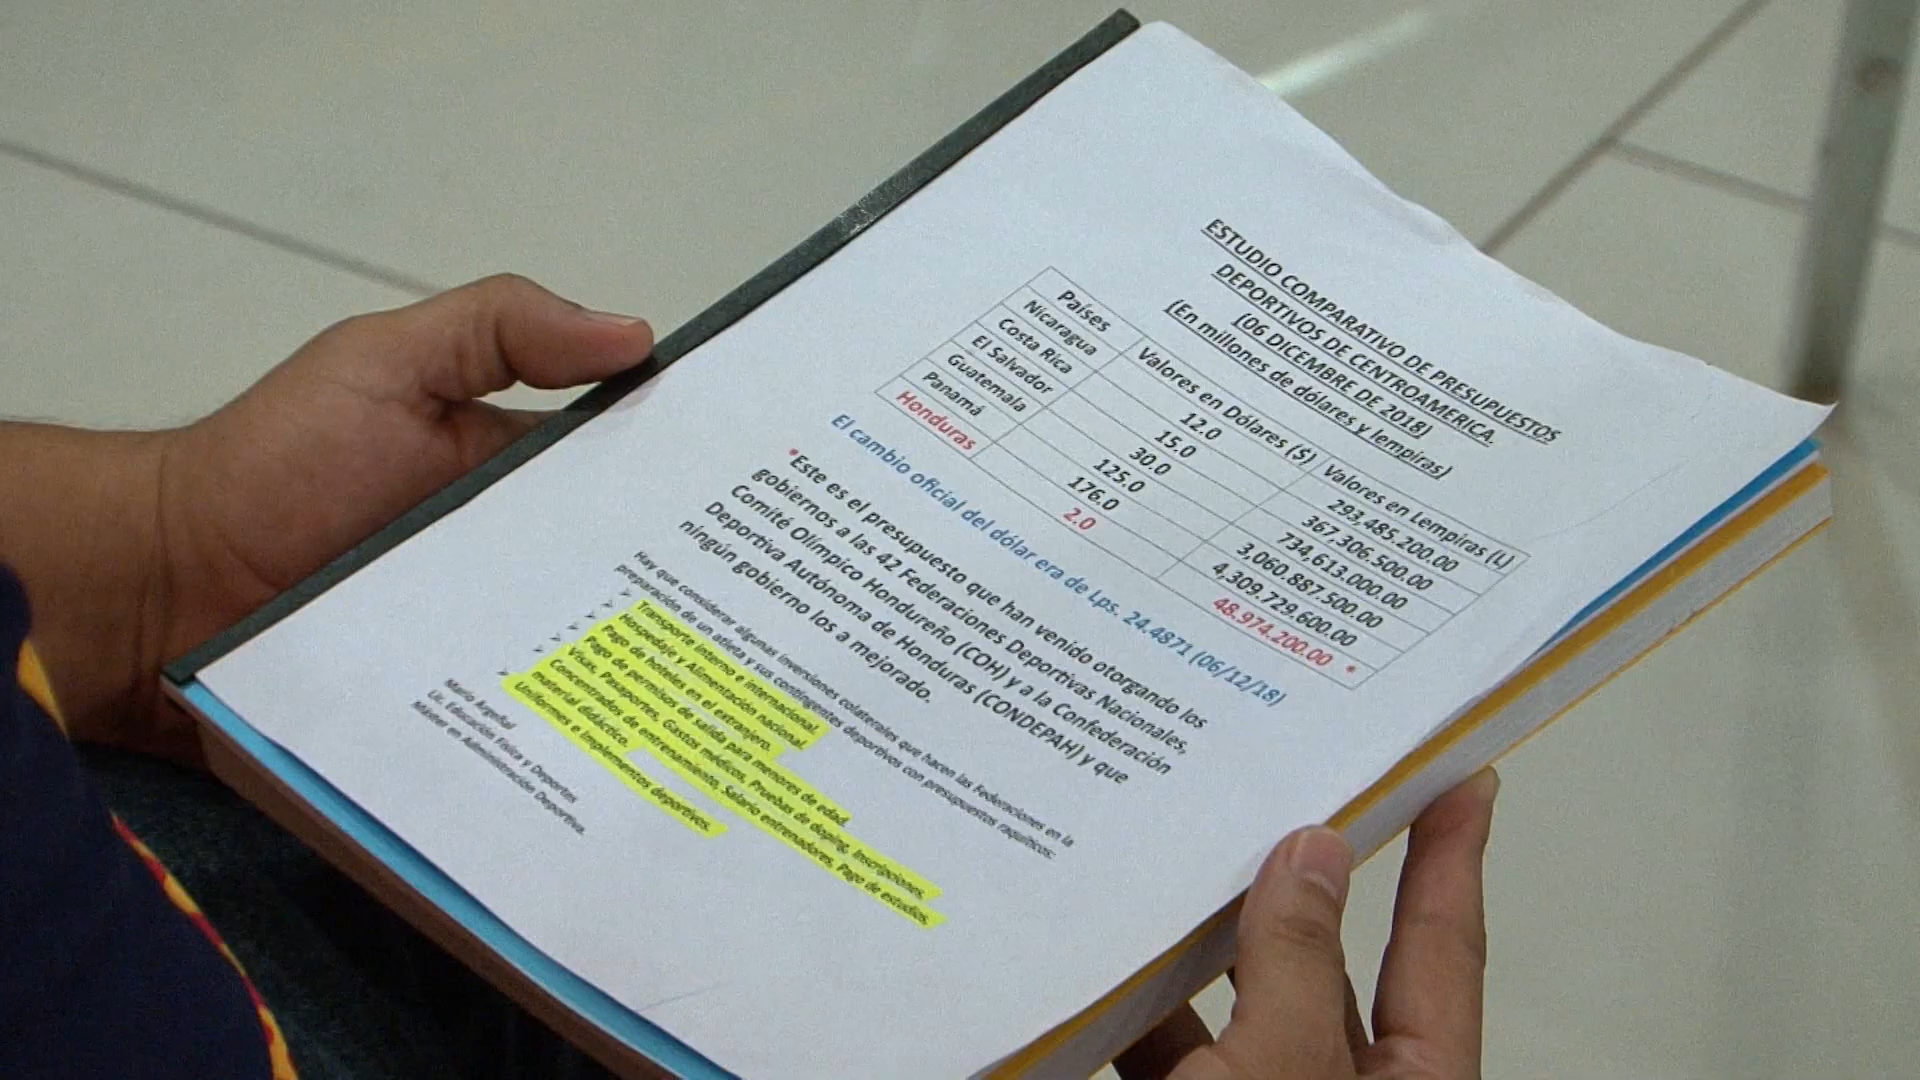 ESTUDIO COMPARATIVO DE PRESUPUESTOS
DEPORTIVOS DE CENTROAMERICA.
(06 DICEMBRE DE 2018)
(En millones de dólares y lempiras)
Países Valores en Dólares ($) Valores en Lempiras (L)
Nicaragua 12.0 293,485.200.00
Costa Rica 15.0 367,306.500.00
El Salvador 30.0 734,613.000.00
Guatemala 125.0 3,060.887.500.00
Panamá 176.0 4,309,729.600.00
Honduras 2.0 48.974.200.00 *
El cambio oficial del dólar era de Lps. 24.4871 (06/12/18)
*Este es el presupuesto que han venido otorgando los
gobiernos a las 42 Federaciones Deportivas Nacionales,
Comité Olímpico Hondureño (COH) y a la Confederación
Deportiva Autónoma de Honduras (CONDEPAH) y que
ningún gobierno los a mejorado.
Hay que considerar algunas inversiones colaterales que hacen las Federaciones en la
preparación de un atleta y sus contingentes deportivos con presupuestos raquíticos:
Transporte interno e internacional.
Hospedaje y Alimentación nacional.
Pago de hoteles en el extranjero.
Pago de permisos de salida para menores de edad.
Visas, Pasaportes, Gastos médicos, Pruebas de doping, Inscripciones.
Concentrados de entrenamiento, Salario entrenadores, Pago de estudios,
material didáctico.
Uniformes e Implementos deportivos.
Mario Argeñal
Lic. Educación Física y Deportes
Máster en Administración Deportiva.